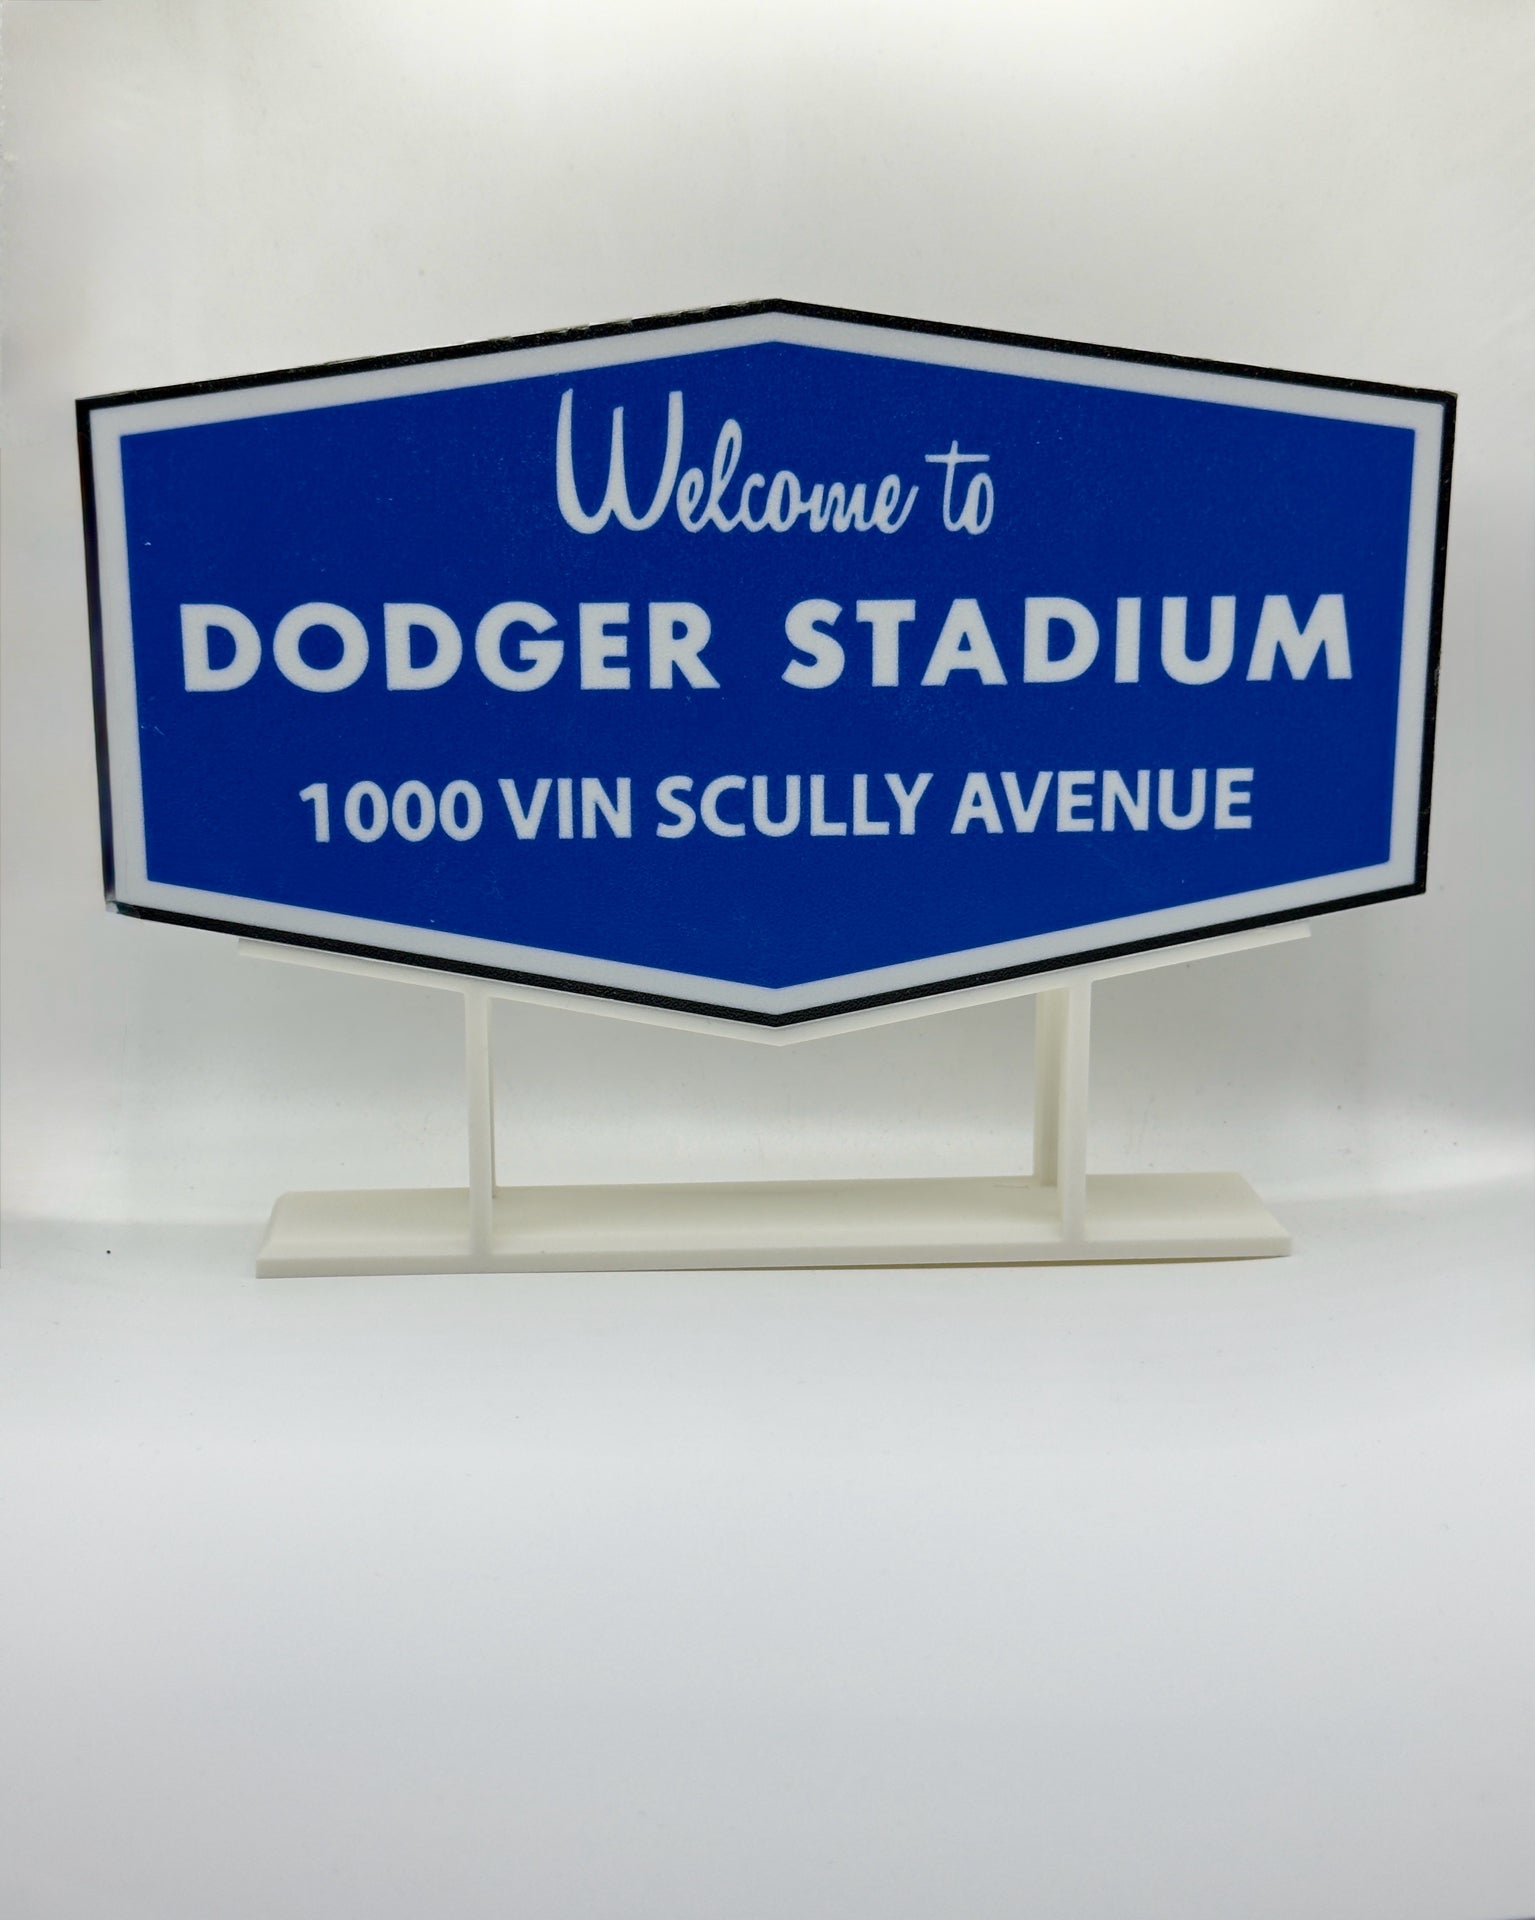 Welcome to
DODGER STADIUM
1000 VIN SCULLY AVENUE